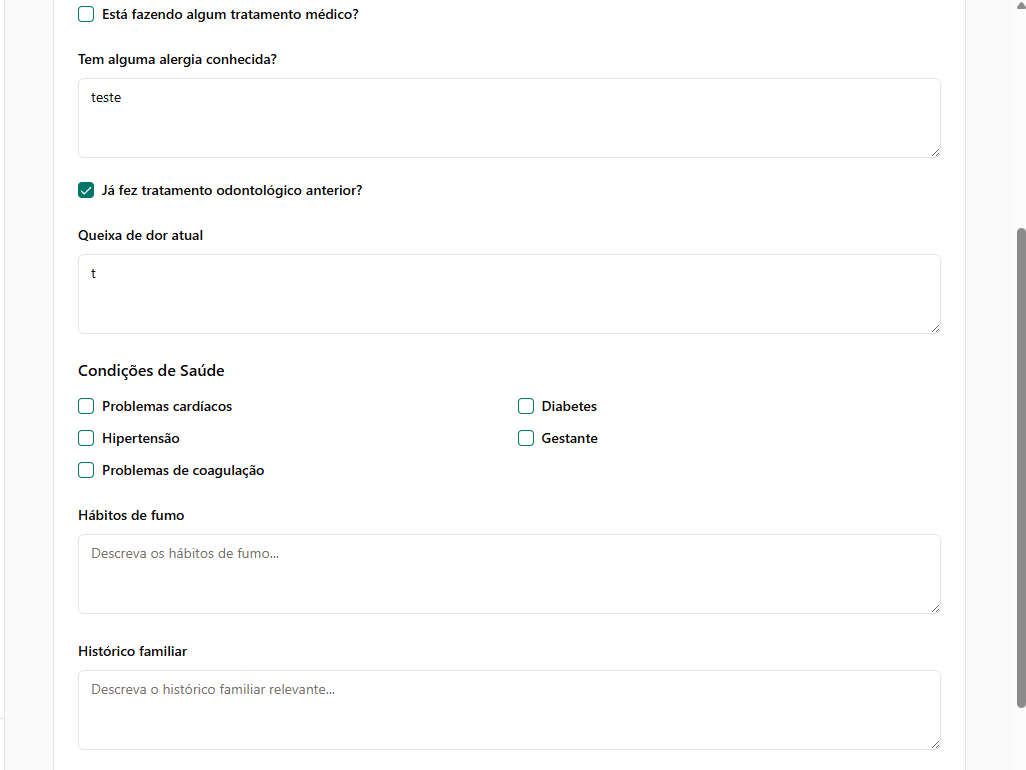 Está fazendo algum tratamento médico?
Tem alguma alergia conhecida?
teste
Já fez tratamento odontológico anterior?
Queixa de dor atual
t
Condições de Saúde
Problemas cardíacos
Diabetes
Hipertensão
Gestante
Problemas de coagulação
Hábitos de fumo
Descreva os hábitos de fumo...
Histórico familiar
Descreva o histórico familiar relevante...